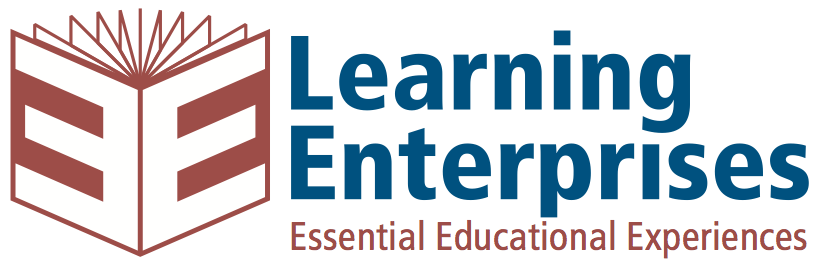 Learning
Enterprises
Essential Educational Experiences